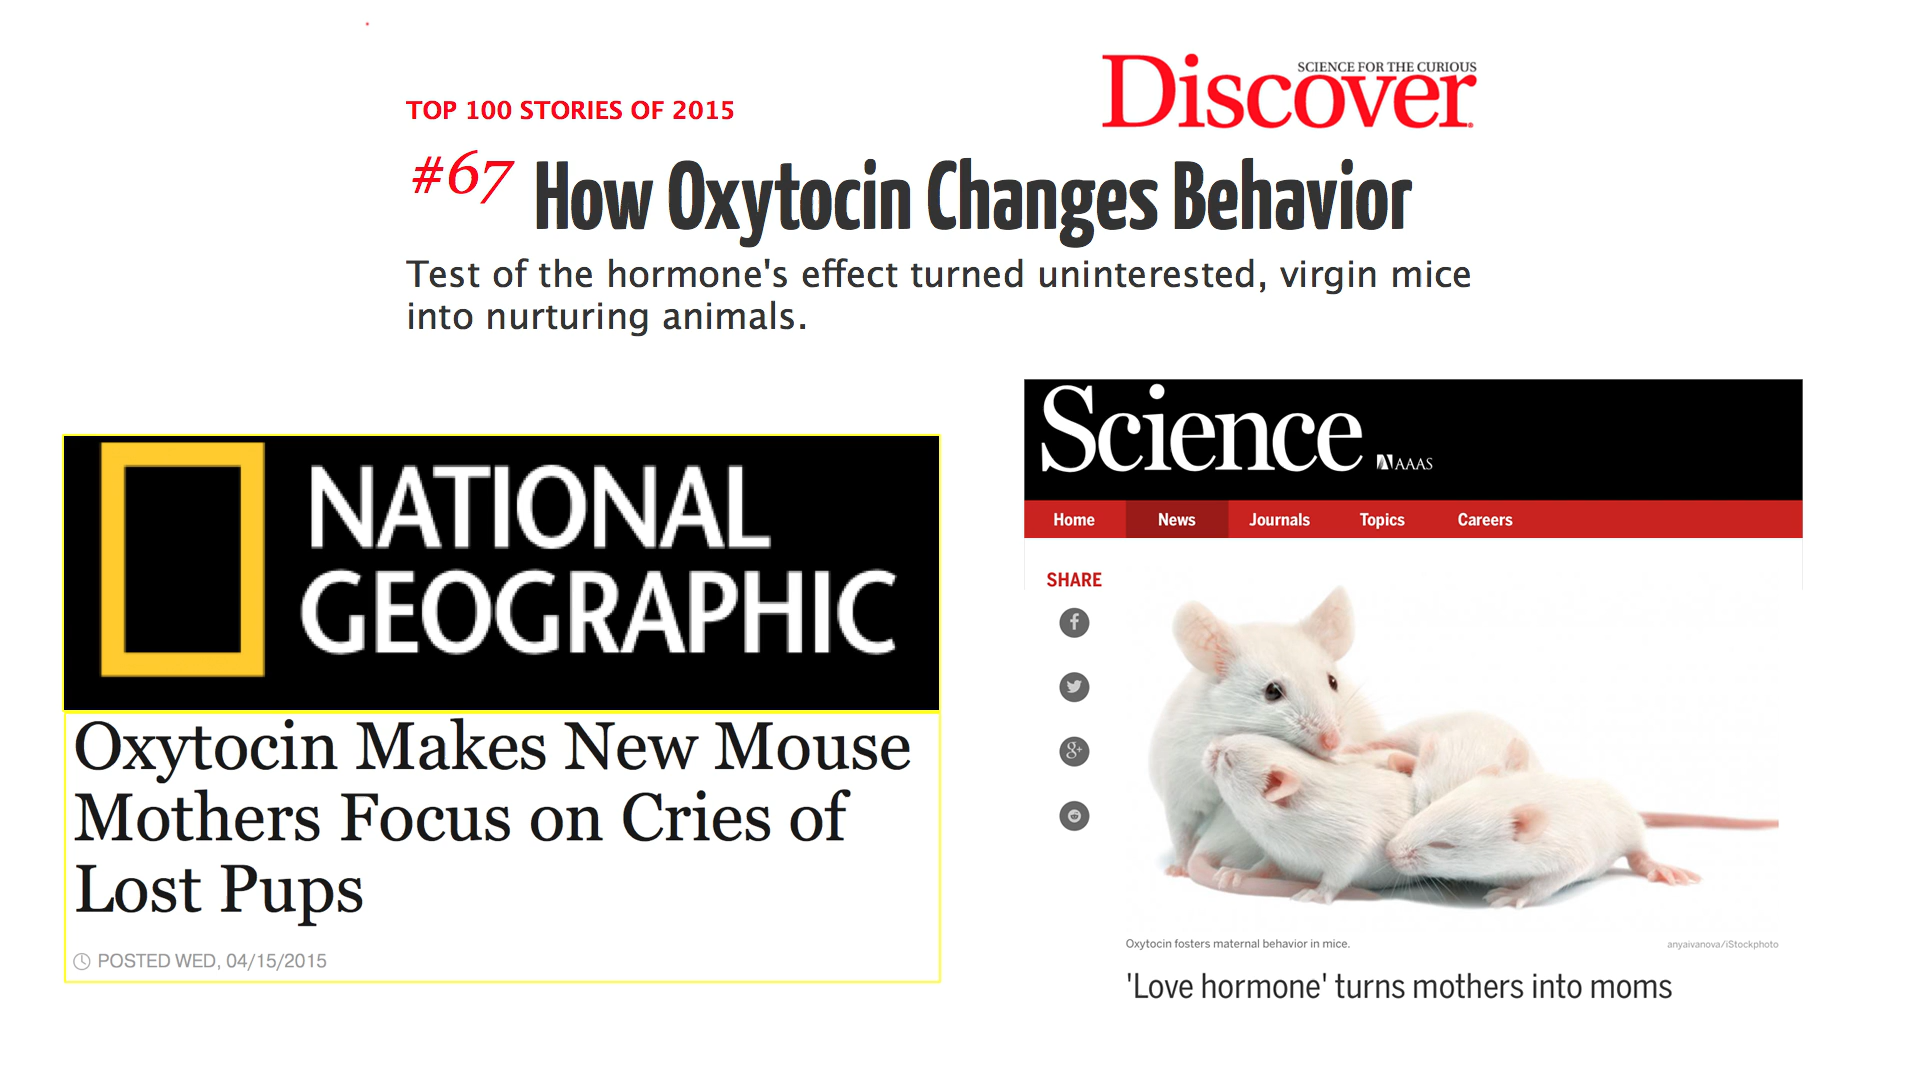 Discover
SCIENCE FOR THE CURIOUS
TOP 100 STORIES OF 2015
#67 How Oxytocin Changes Behavior
Test of the hormone's effect turned uninterested, virgin mice
into nurturing animals.
NATIONAL
GEOGRAPHIC
Oxytocin Makes New Mouse
Mothers Focus on Cries of
Lost Pups
POSTED WED, 04/15/2015
Science AAAS
Home News Journals Topics Careers
SHARE
f
g+
Oxytocin fosters maternal behavior in mice. anyaivanova/iStockphoto
'Love hormone' turns mothers into moms